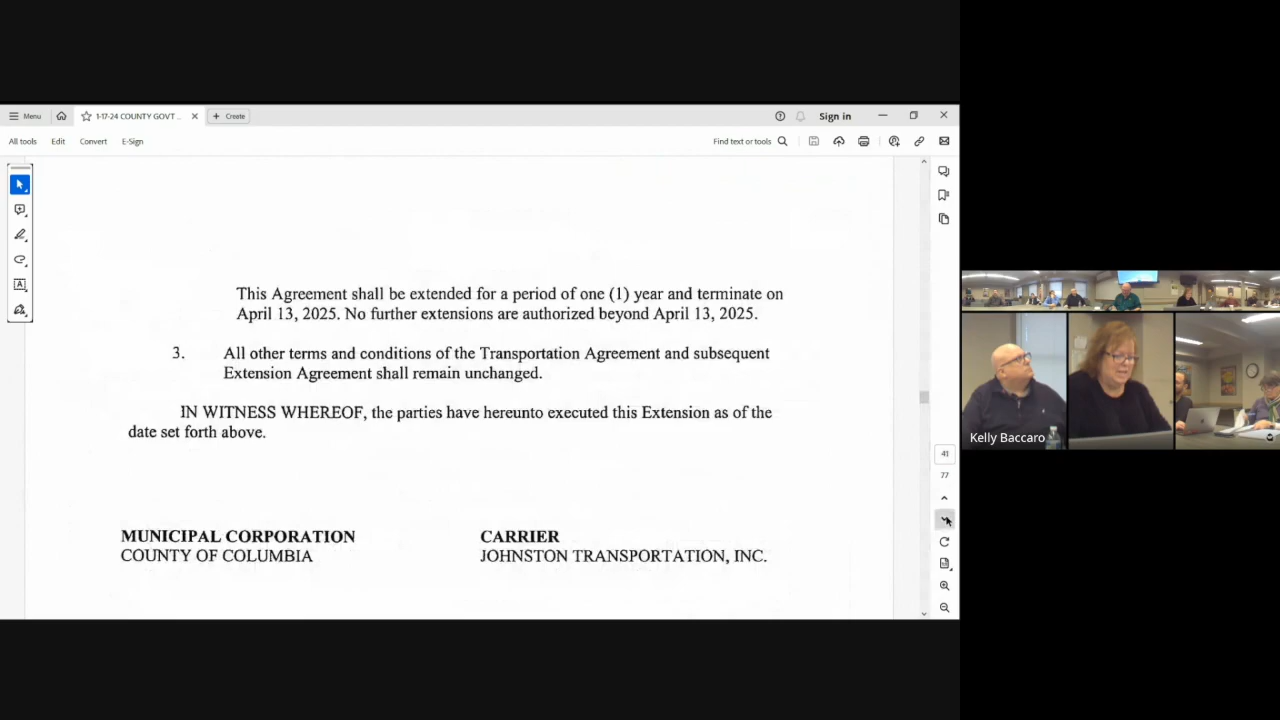 Menu
1-17-24 COUNTY GOVT ...
Create
Sign in
All tools
Edit
Convert
E-Sign
Find text or tools
This Agreement shall be extended for a period of one (1) year and terminate on
April 13, 2025. No further extensions are authorized beyond April 13, 2025.
3. All other terms and conditions of the Transportation Agreement and subsequent
Extension Agreement shall remain unchanged.
IN WITNESS WHEREOF, the parties have hereunto executed this Extension as of the
date set forth above.
MUNICIPAL CORPORATION
COUNTY OF COLUMBIA
CARRIER
JOHNSTON TRANSPORTATION, INC.
41
77
Kelly Baccaro